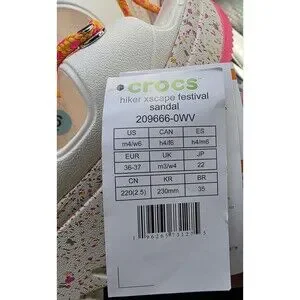 crocs
hiker xscape festival
sandal
209666-0WV
US CAN ES
m4/w6 h4/f6 h4/m6
EUR UK JP
36-37 m3/w4 22
CN KR BR
220(2.5) 230mm 35